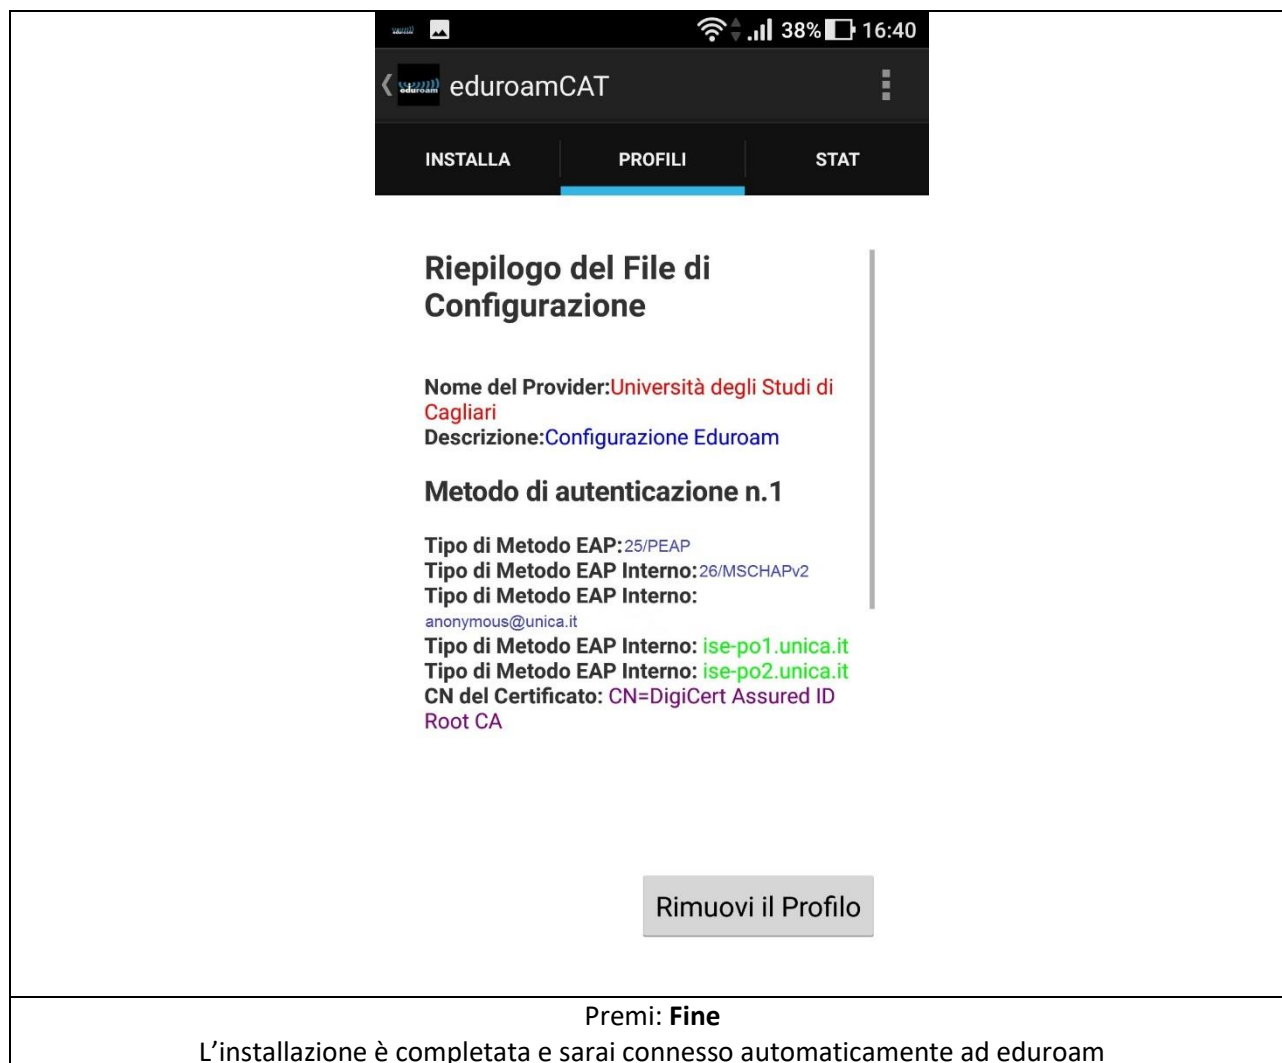 38% 16:40
eduroam eduroamCAT
INSTALLA PROFILI STAT
Riepilogo del File di
Configurazione
Nome del Provider:Università degli Studi di
Cagliari
Descrizione:Configurazione Eduroam
Metodo di autenticazione n.1
Tipo di Metodo EAP:25/PEAP
Tipo di Metodo EAP Interno:26/MSCHAPv2
Tipo di Metodo EAP Interno:
anonymous@unica.it
Tipo di Metodo EAP Interno: ise-po1.unica.it
Tipo di Metodo EAP Interno: ise-po2.unica.it
CN del Certificato: CN=DigiCert Assured ID
Root CA
Rimuovi il Profilo
Premi: Fine
L'installazione è completata e sarai connesso automaticamente ad eduroam